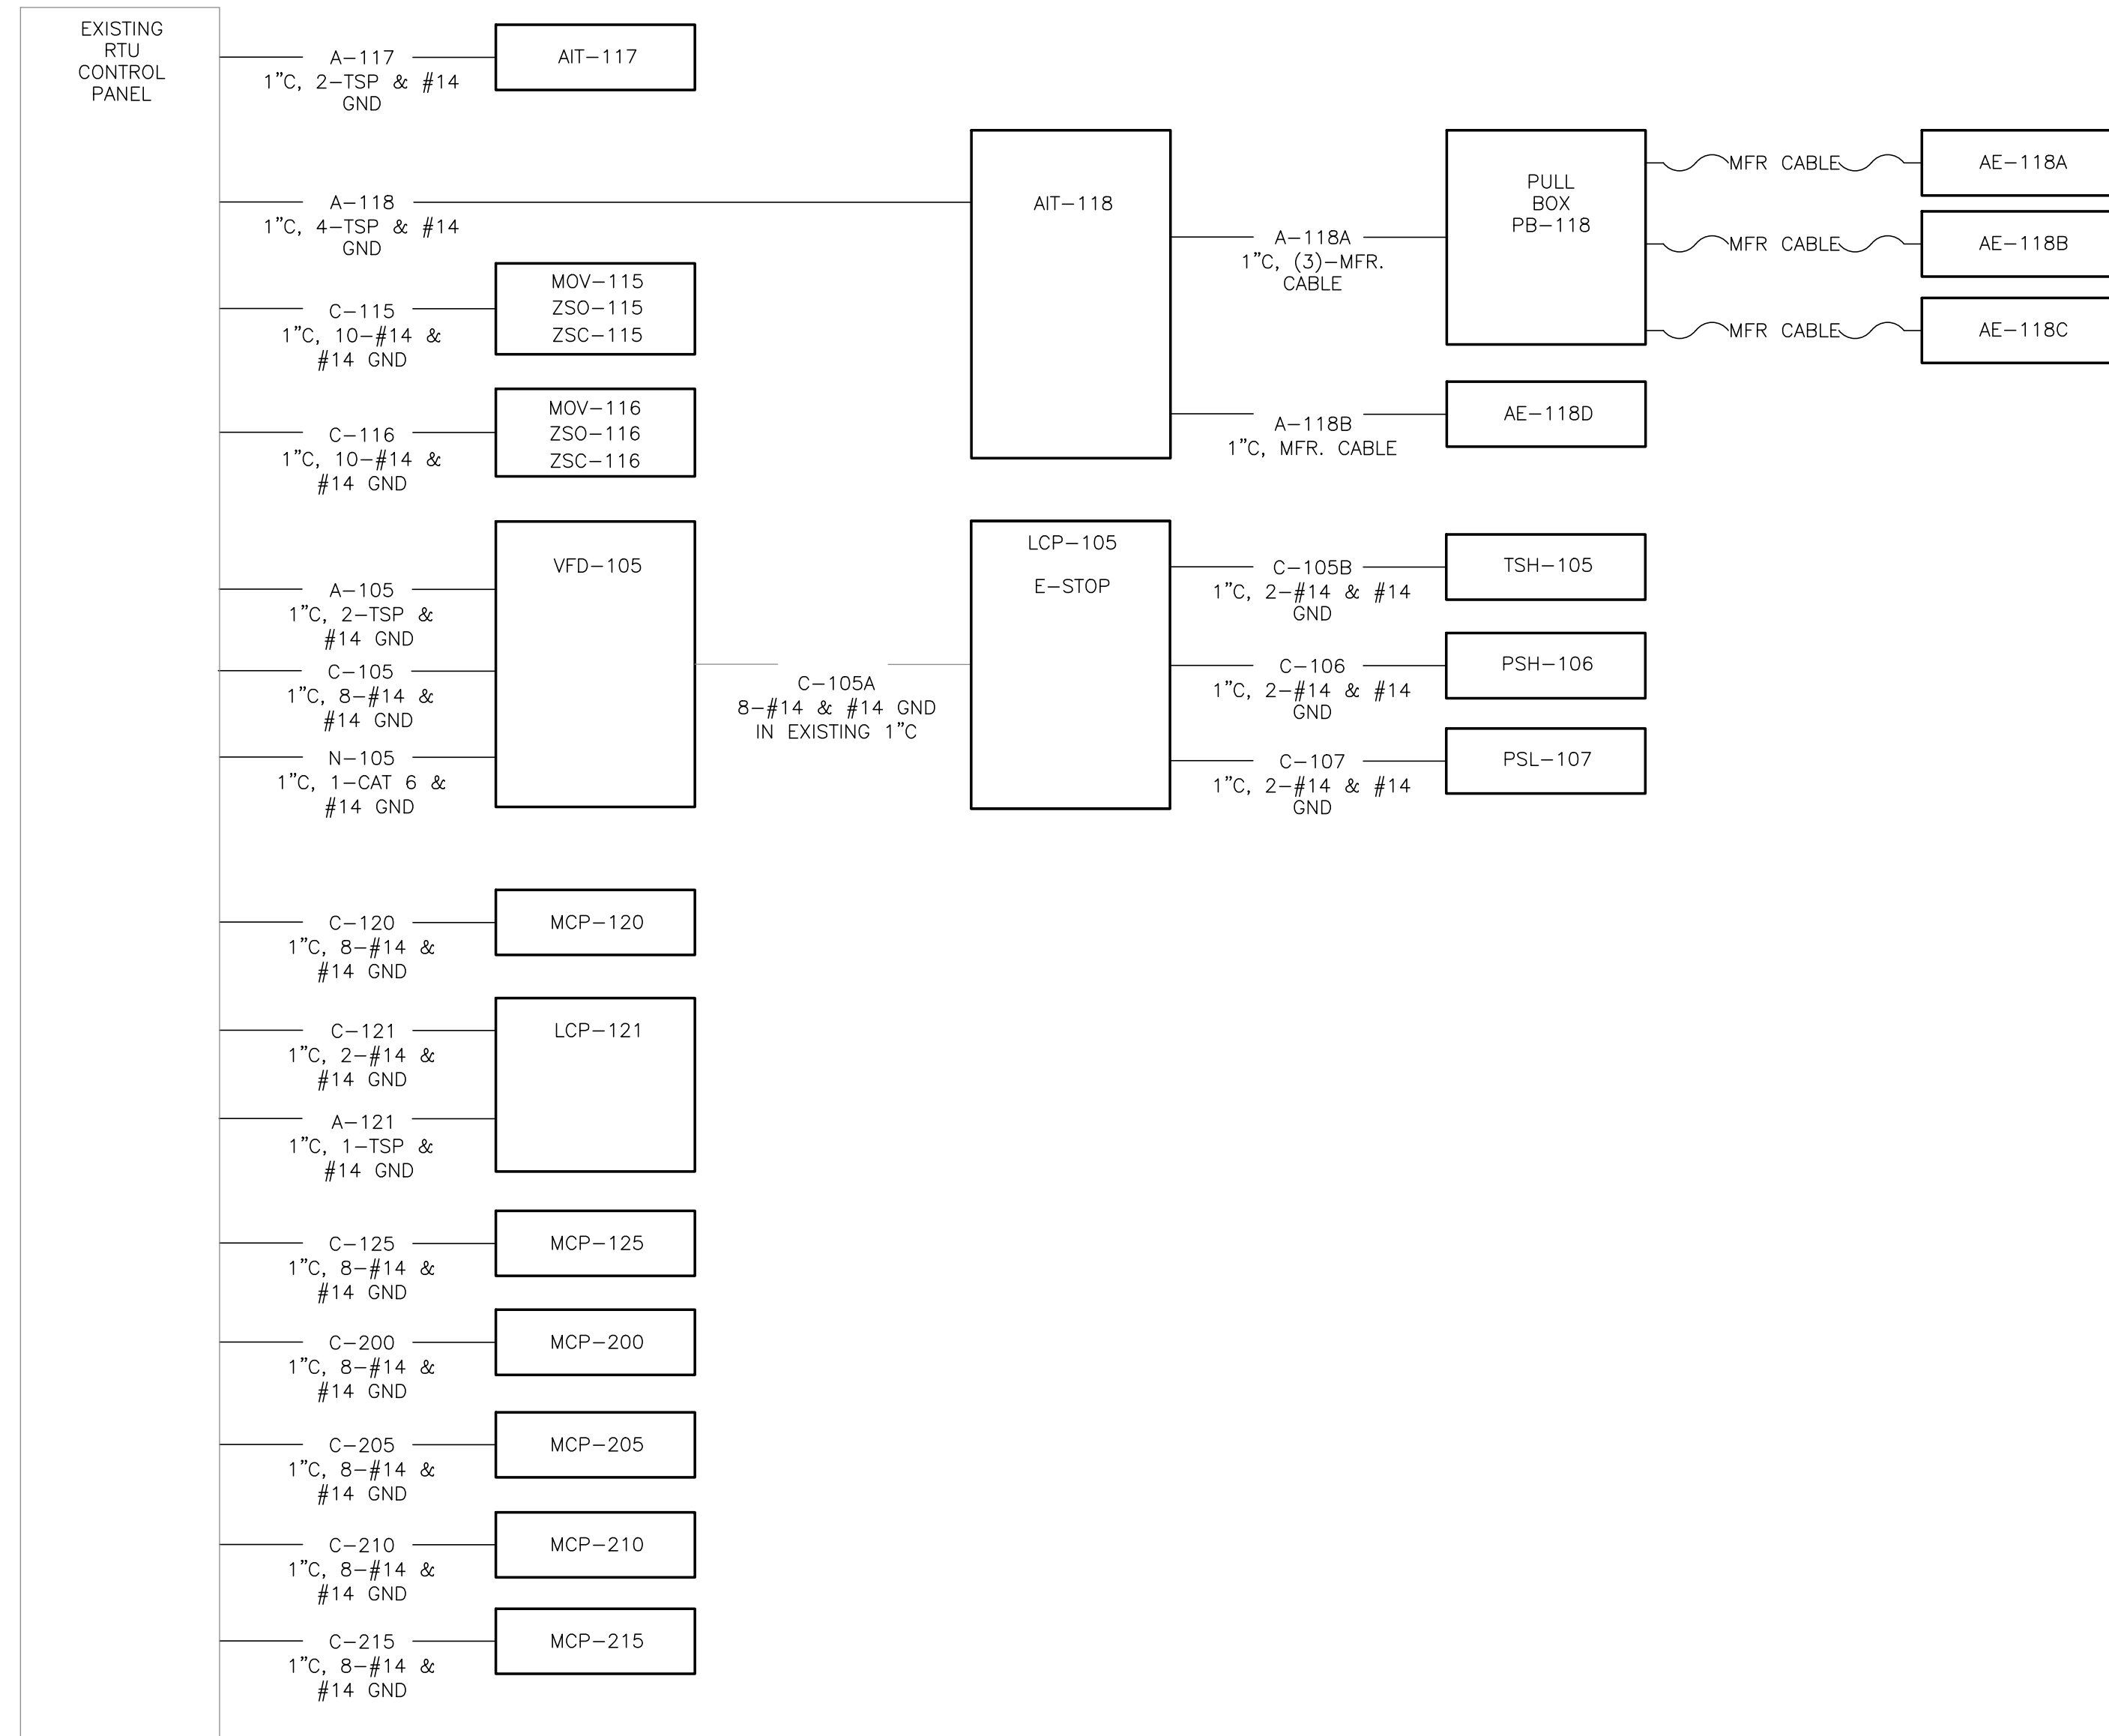 EXISTING
RTU
CONTROL
PANEL
A-117
1"C, 2-TSP & #14
GND
AIT-117
A-118
1"C, 4-TSP & #14
GND
AIT-118
A-118A
1"C, (3)-MFR.
CABLE
PULL
BOX
PB-118
MFR CABLE
AE-118A
MFR CABLE
AE-118B
MFR CABLE
AE-118C
A-118B
1"C, MFR. CABLE
AE-118D
C-115
1"C, 10-#14 &
#14 GND
MOV-115
ZSO-115
ZSC-115
C-116
1"C, 10-#14 &
#14 GND
MOV-116
ZSO-116
ZSC-116
A-105
1"C, 2-TSP &
#14 GND
C-105
1"C, 8-#14 &
#14 GND
N-105
1"C, 1-CAT 6 &
#14 GND
VFD-105
C-105A
8-#14 & #14 GND
IN EXISTING 1"C
LCP-105
E-STOP
C-105B
1"C, 2-#14 & #14
GND
TSH-105
C-106
1"C, 2-#14 & #14
GND
PSH-106
C-107
1"C, 2-#14 & #14
GND
PSL-107
C-120
1"C, 8-#14 &
#14 GND
MCP-120
C-121
1"C, 2-#14 &
#14 GND
LCP-121
A-121
1"C, 1-TSP &
#14 GND
C-125
1"C, 8-#14 &
#14 GND
MCP-125
C-200
1"C, 8-#14 &
#14 GND
MCP-200
C-205
1"C, 8-#14 &
#14 GND
MCP-205
C-210
1"C, 8-#14 &
#14 GND
MCP-210
C-215
1"C, 8-#14 &
#14 GND
MCP-215